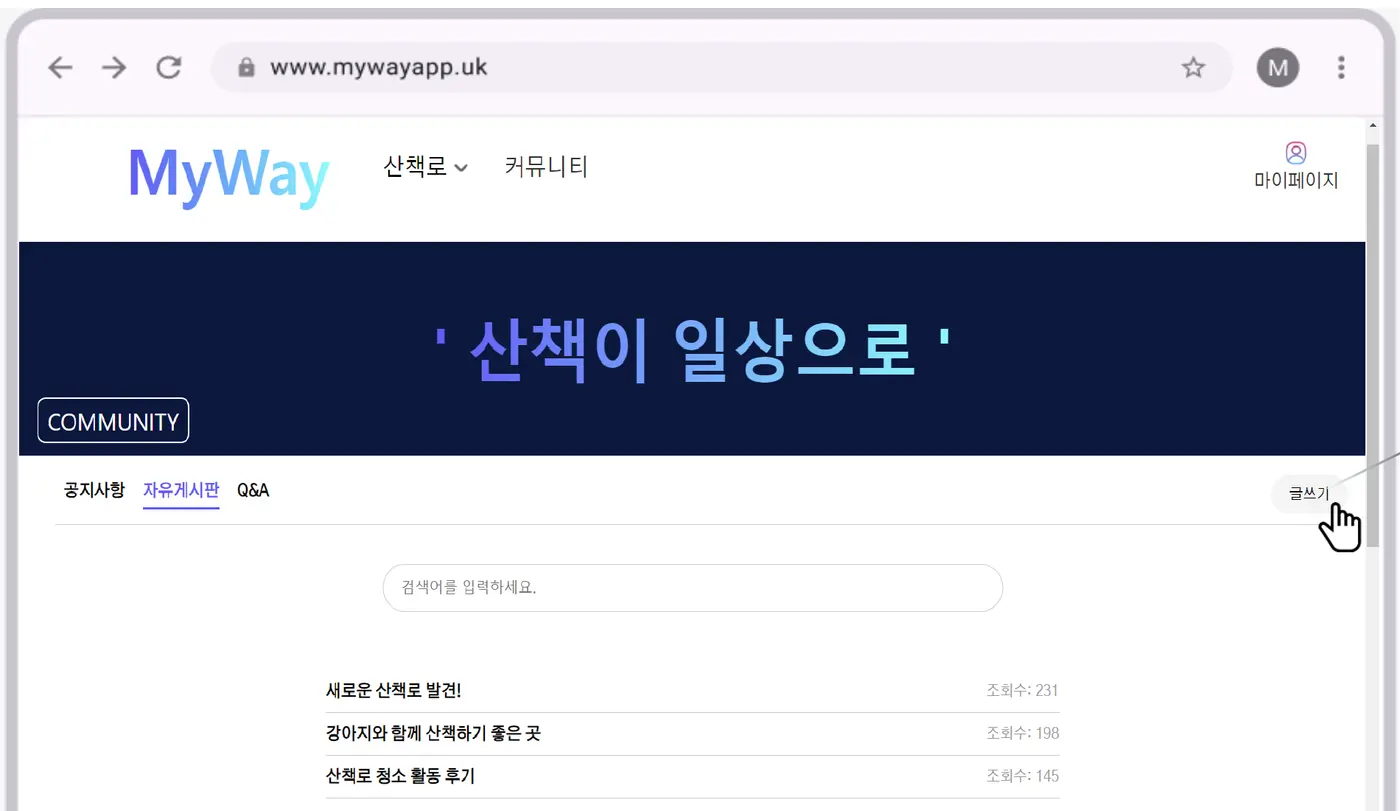 www.mywayapp.uk
M
MyWay 산책로 커뮤니티
마이페이지
' 산책이 일상으로 '
COMMUNITY
공지사항 자유게시판 Q&A 글쓰기
검색어를 입력하세요.
새로운 산책로 발견! 조회수: 231
강아지와 함께 산책하기 좋은 곳 조회수: 198
산책로 청소 활동 후기 조회수: 145